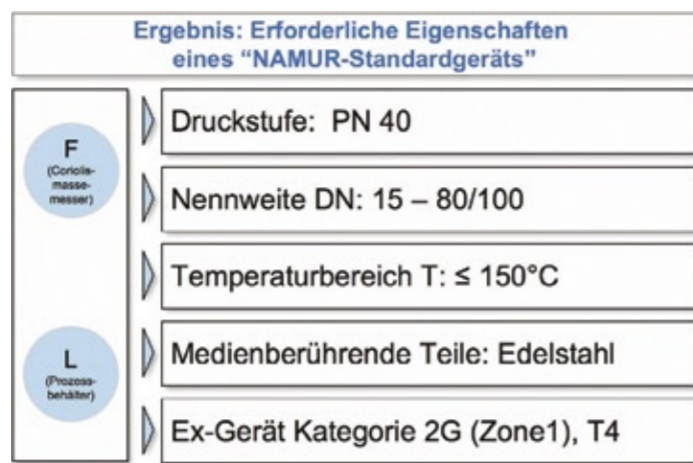 Ergebnis: Erforderliche Eigenschaften
eines “NAMUR-Standardgeräts”
F
(Coriolis-
masse-
messer)
L
(Prozess-
behälter)
Druckstufe: PN 40
Nennweite DN: 15 – 80/100
Temperaturbereich T: ≤ 150°C
Medienberührende Teile: Edelstahl
Ex-Gerät Kategorie 2G (Zone1), T4